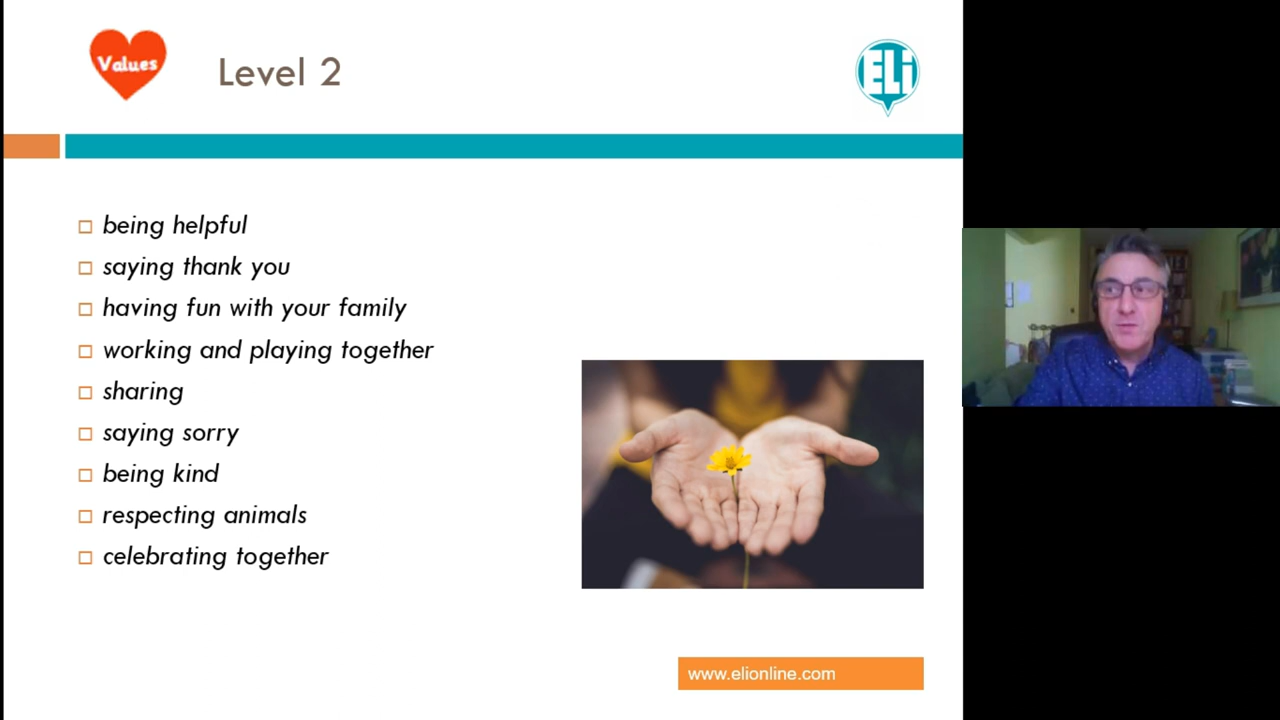 Values
Level 2
ELi
being helpful
saying thank you
having fun with your family
working and playing together
sharing
saying sorry
being kind
respecting animals
celebrating together
www.elionline.com